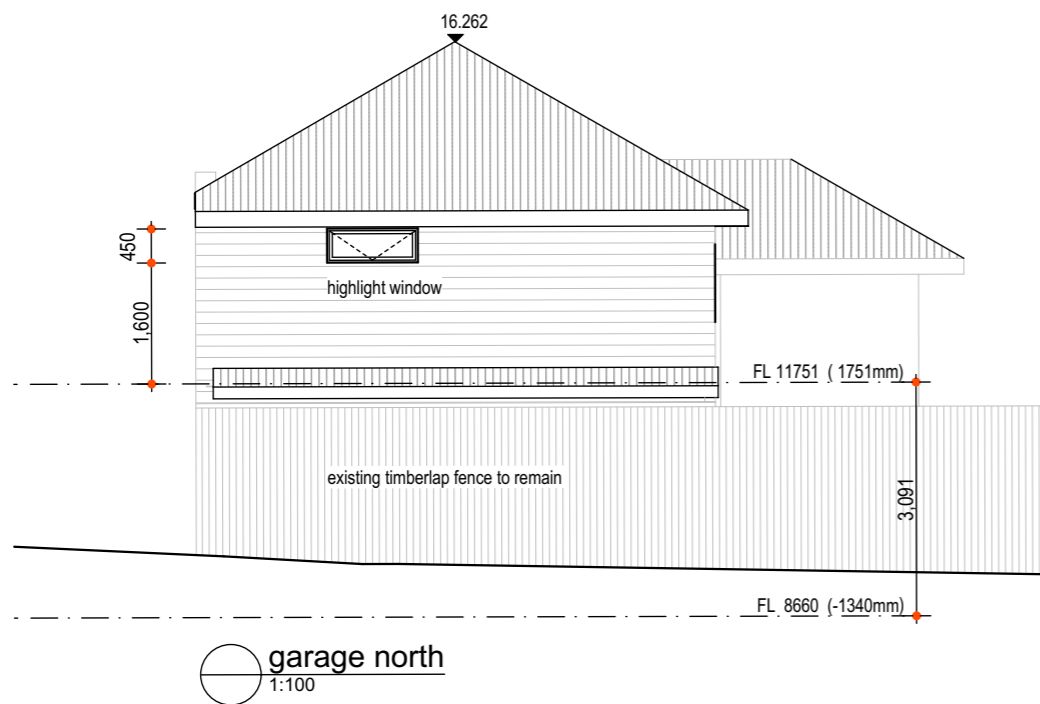 16.262
450
highlight window
1,600
FL 11751 ( 1751mm)
existing timberlap fence to remain
3,091
FL 8660 (-1340mm)
garage north
1:100